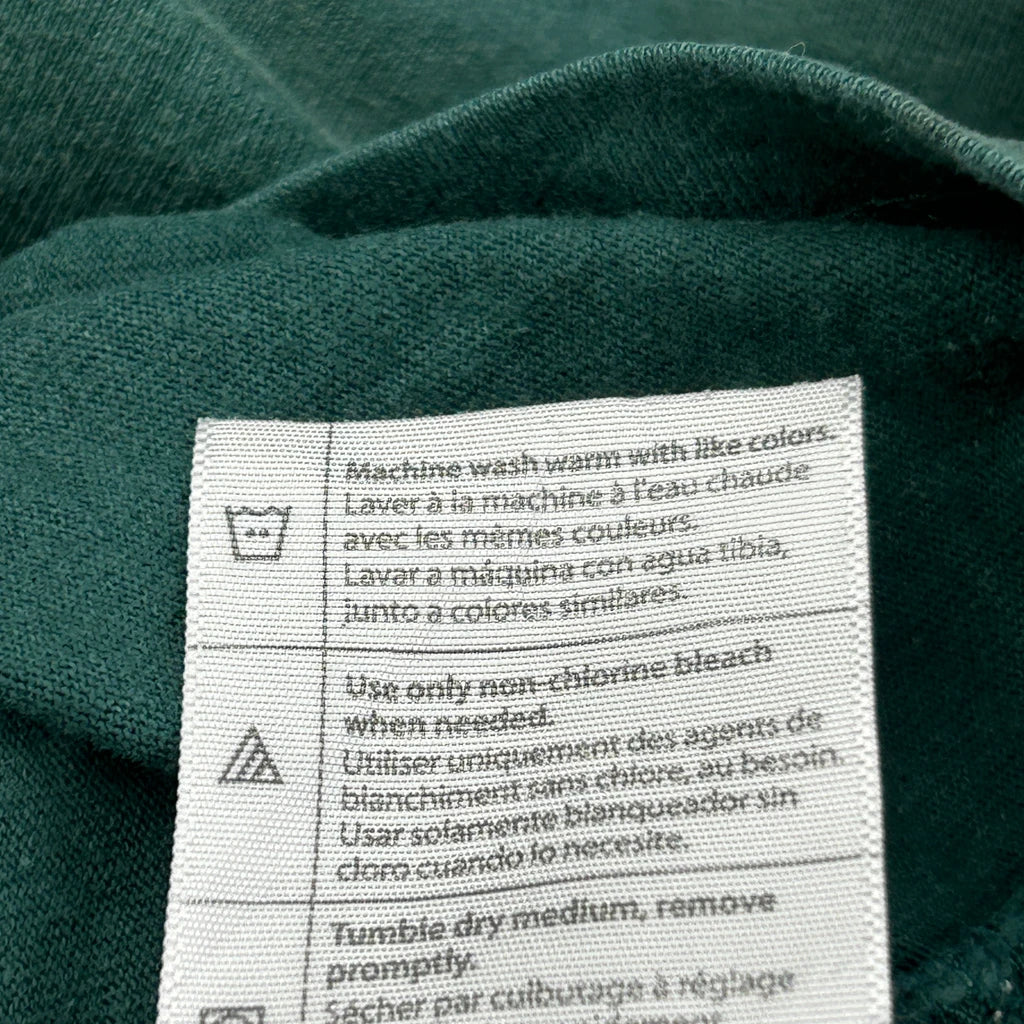 Machine wash warm with like colors.
Laver à la machine à l'eau chaude
avec les mêmes couleurs.
Lavar a máquina con agua tibia,
junto a colores similares.
Use only non-chlorine bleach
when needed.
Utiliser uniquement des agents de
blanchiment sans chlore, au besoin.
Usar solamente blanqueador sin
cloro cuando lo necesite.
Tumble dry medium, remove
promptly.
Sécher par culbutage à réglage